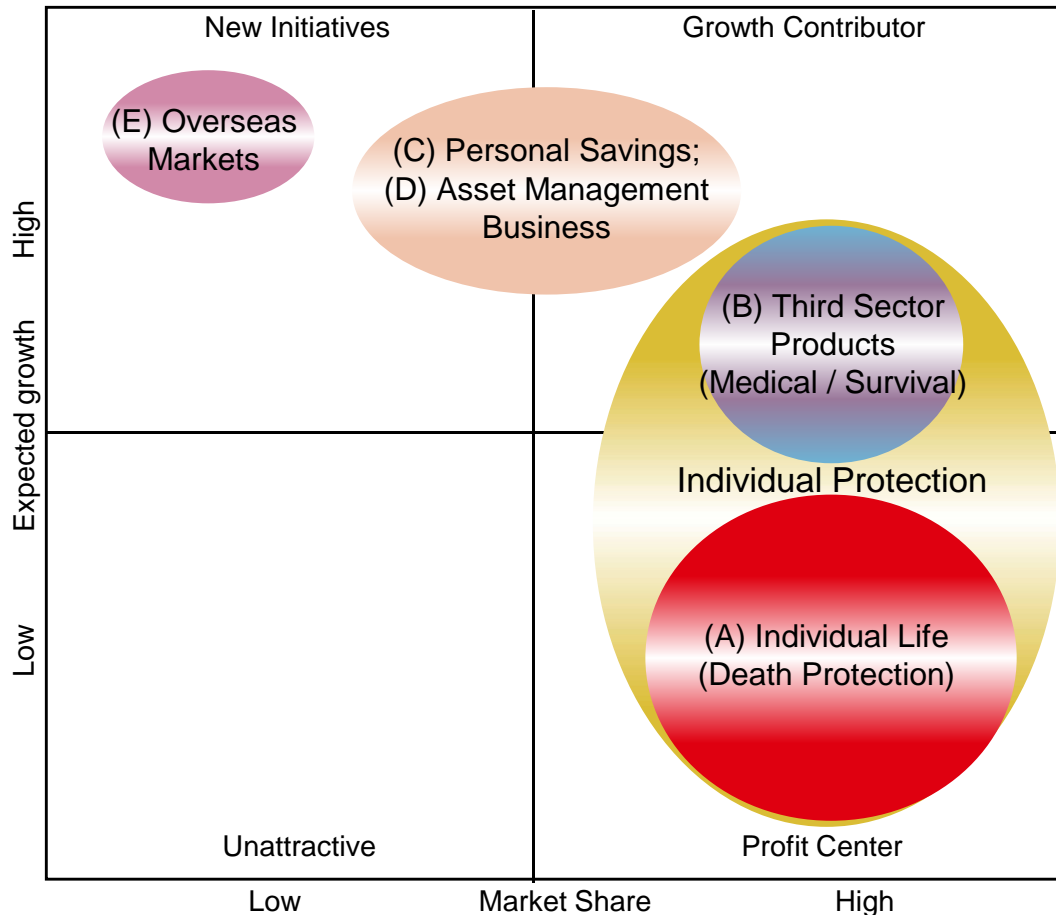 New Initiatives
Growth Contributor
(E) Overseas
Markets
(C) Personal Savings;
(D) Asset Management
Business
(B) Third Sector
Products
(Medical / Survival)
Individual Protection
(A) Individual Life
(Death Protection)
High
Expected growth
Low
Unattractive
Profit Center
Low
Market Share
High